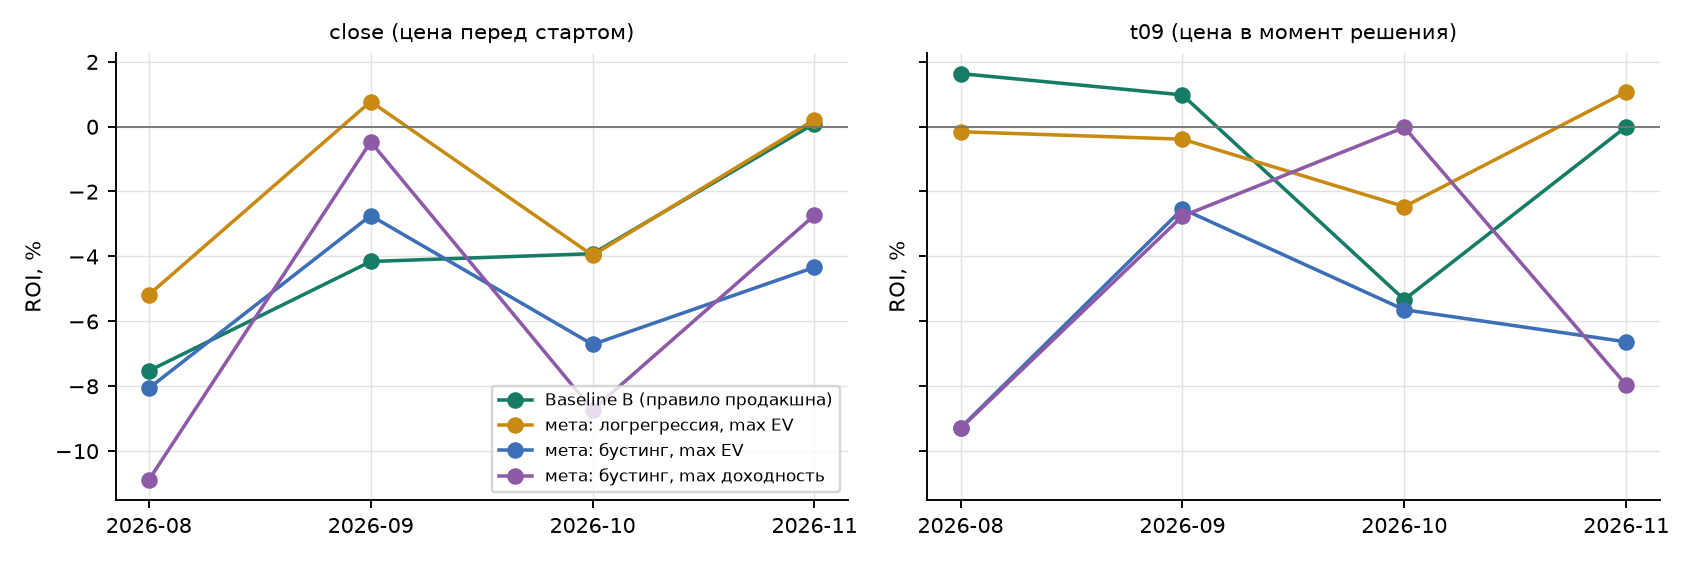 close (цена перед стартом)
ROI, %
2
0
−2
−4
−6
−8
−10
Baseline B (правило продакшна)
мета: логрегрессия, max EV
мета: бустинг, max EV
мета: бустинг, max доходность
2026-08
2026-09
2026-10
2026-11
t09 (цена в момент решения)
ROI, %
2026-08
2026-09
2026-10
2026-11